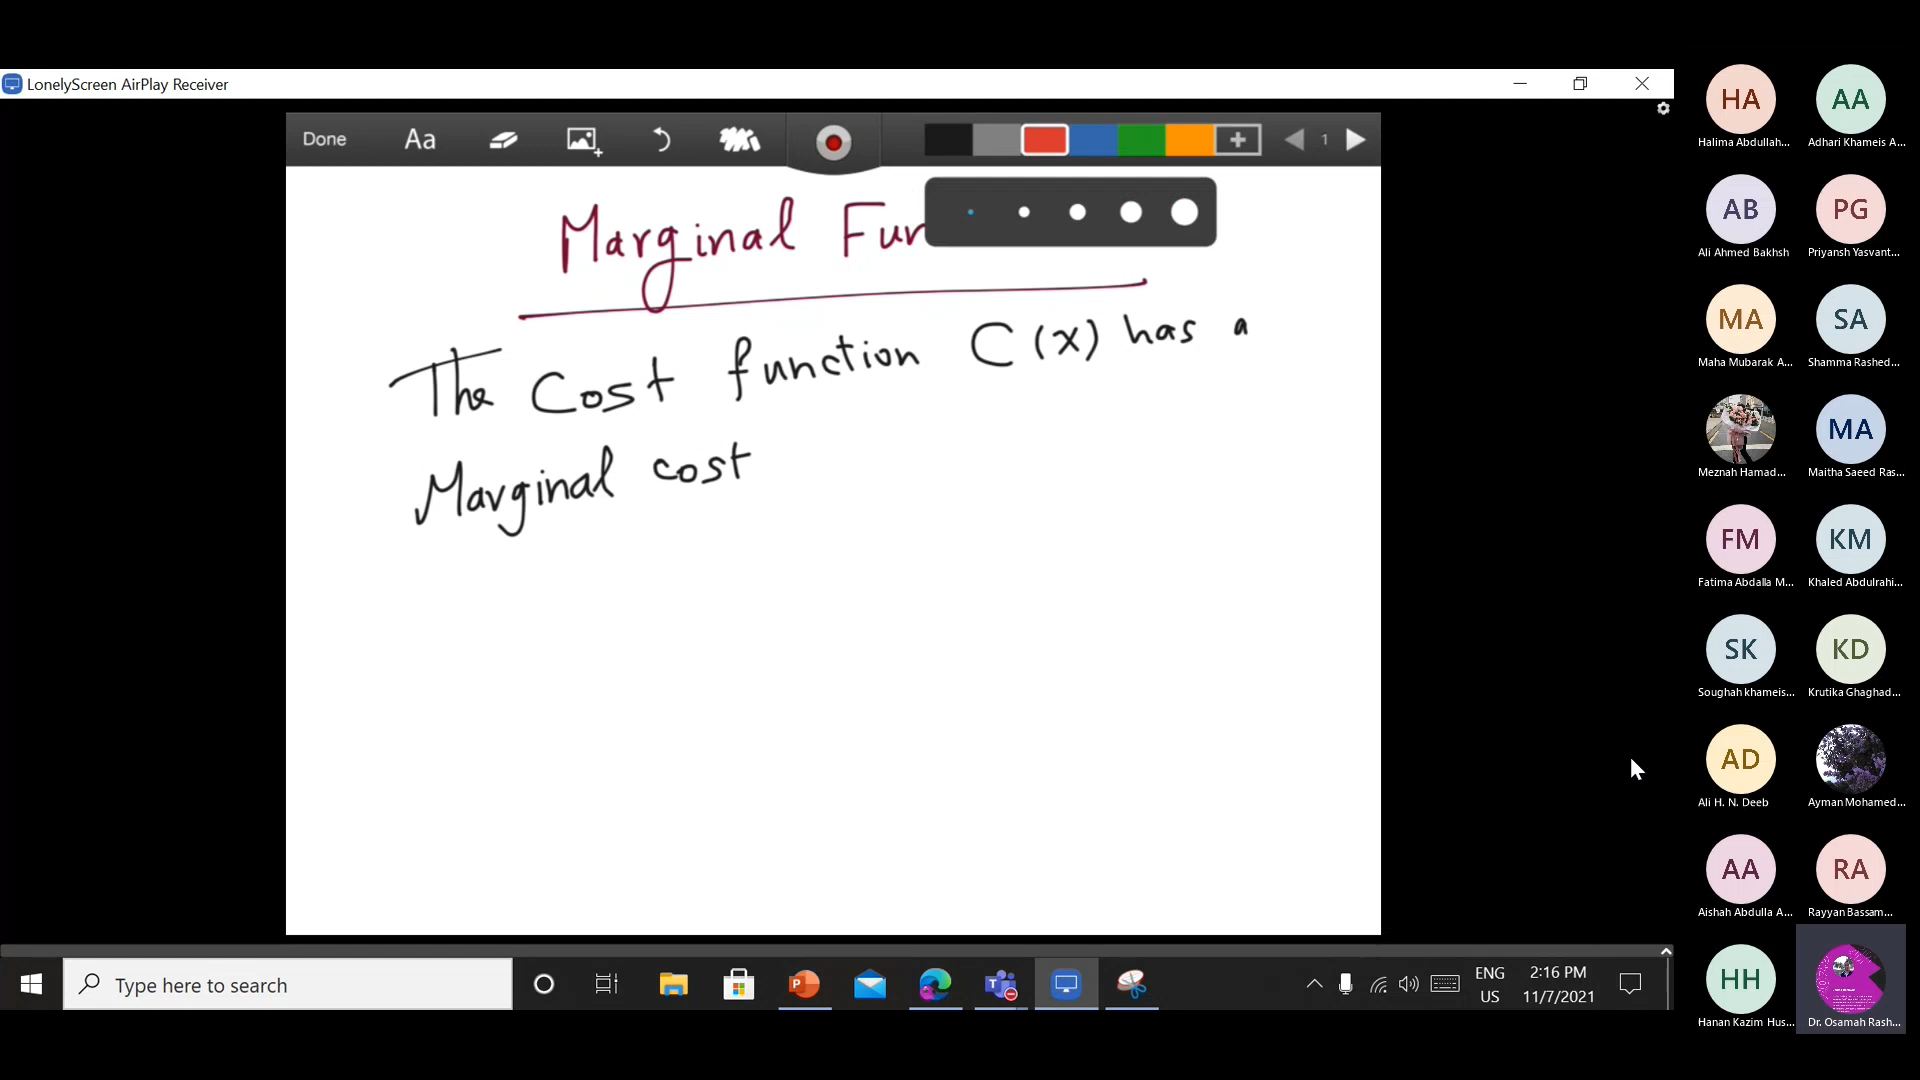 LonelyScreen AirPlay Receiver
Done
Aa
1
Marginal Fun
The Cost function C(x) has a
Marginal cost
HA
Halima Abdullah...
AA
Adhari Khameis A...
AB
Ali Ahmed Bakhsh
PG
Priyansh Yasvant...
MA
Maha Mubarak A...
SA
Shamma Rashed...
Meznah Hamad...
MA
Maitha Saeed Ras...
FM
Fatima Abdalla M...
KM
Khaled Abdulrahi...
SK
Soughah khameis...
KD
Krutika Ghaghad...
AD
Ali H. N. Deeb
Ayman Mohamed...
AA
Aishah Abdulla A...
RA
Rayyan Bassam...
HH
Hanan Kazim Hus...
Dr. Osamah Rash...
Type here to search
ENG
US
2:16 PM
11/7/2021